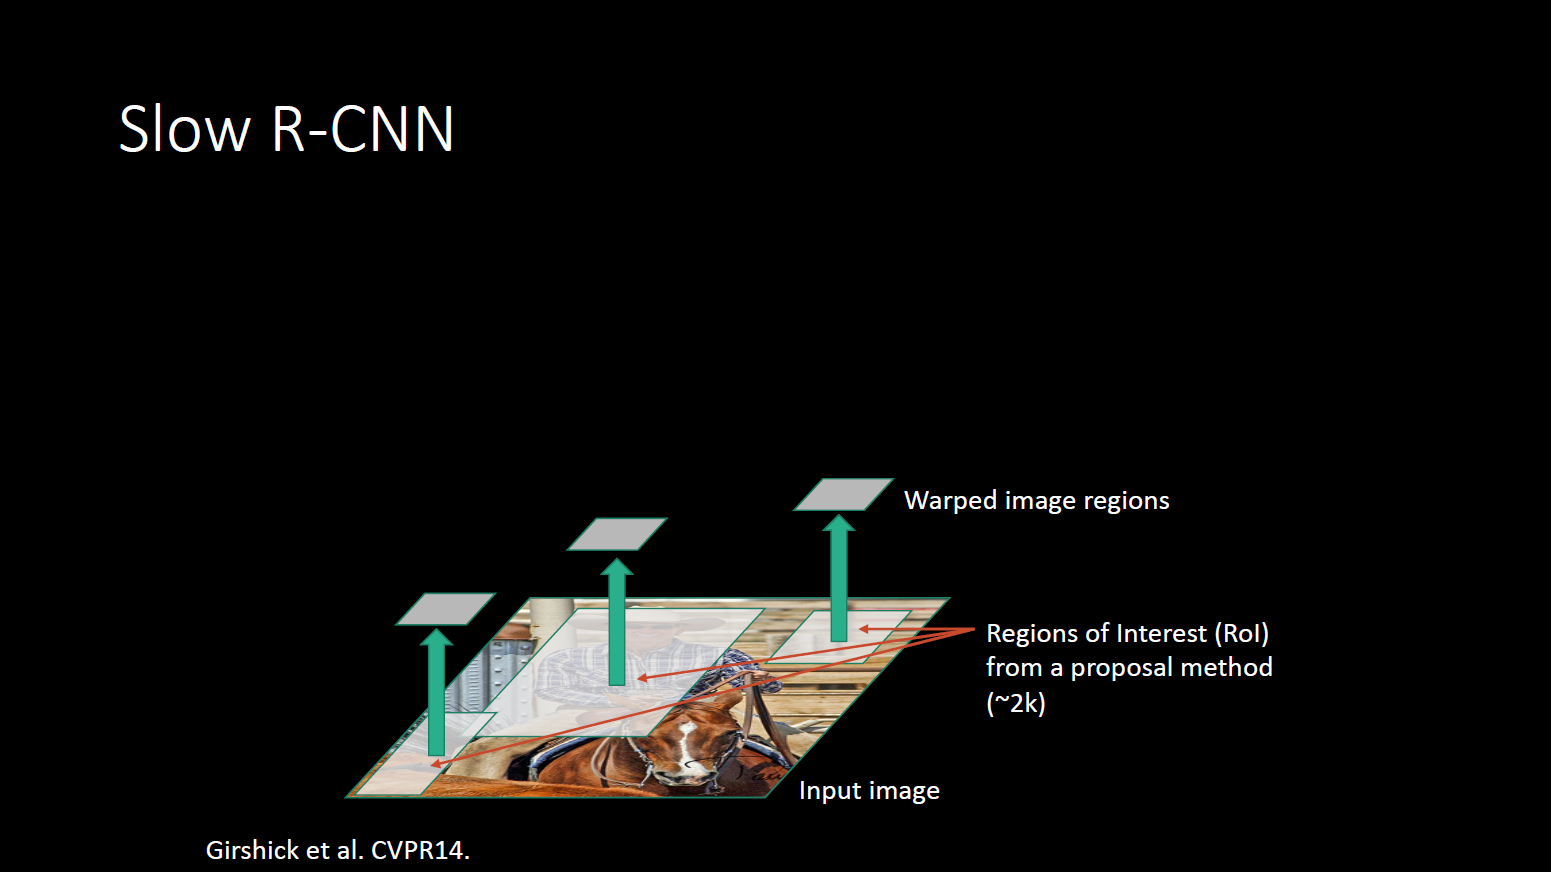 Slow R-CNN
Warped image regions
Regions of Interest (RoI)
from a proposal method
(~2k)
Input image
Girshick et al. CVPR14.